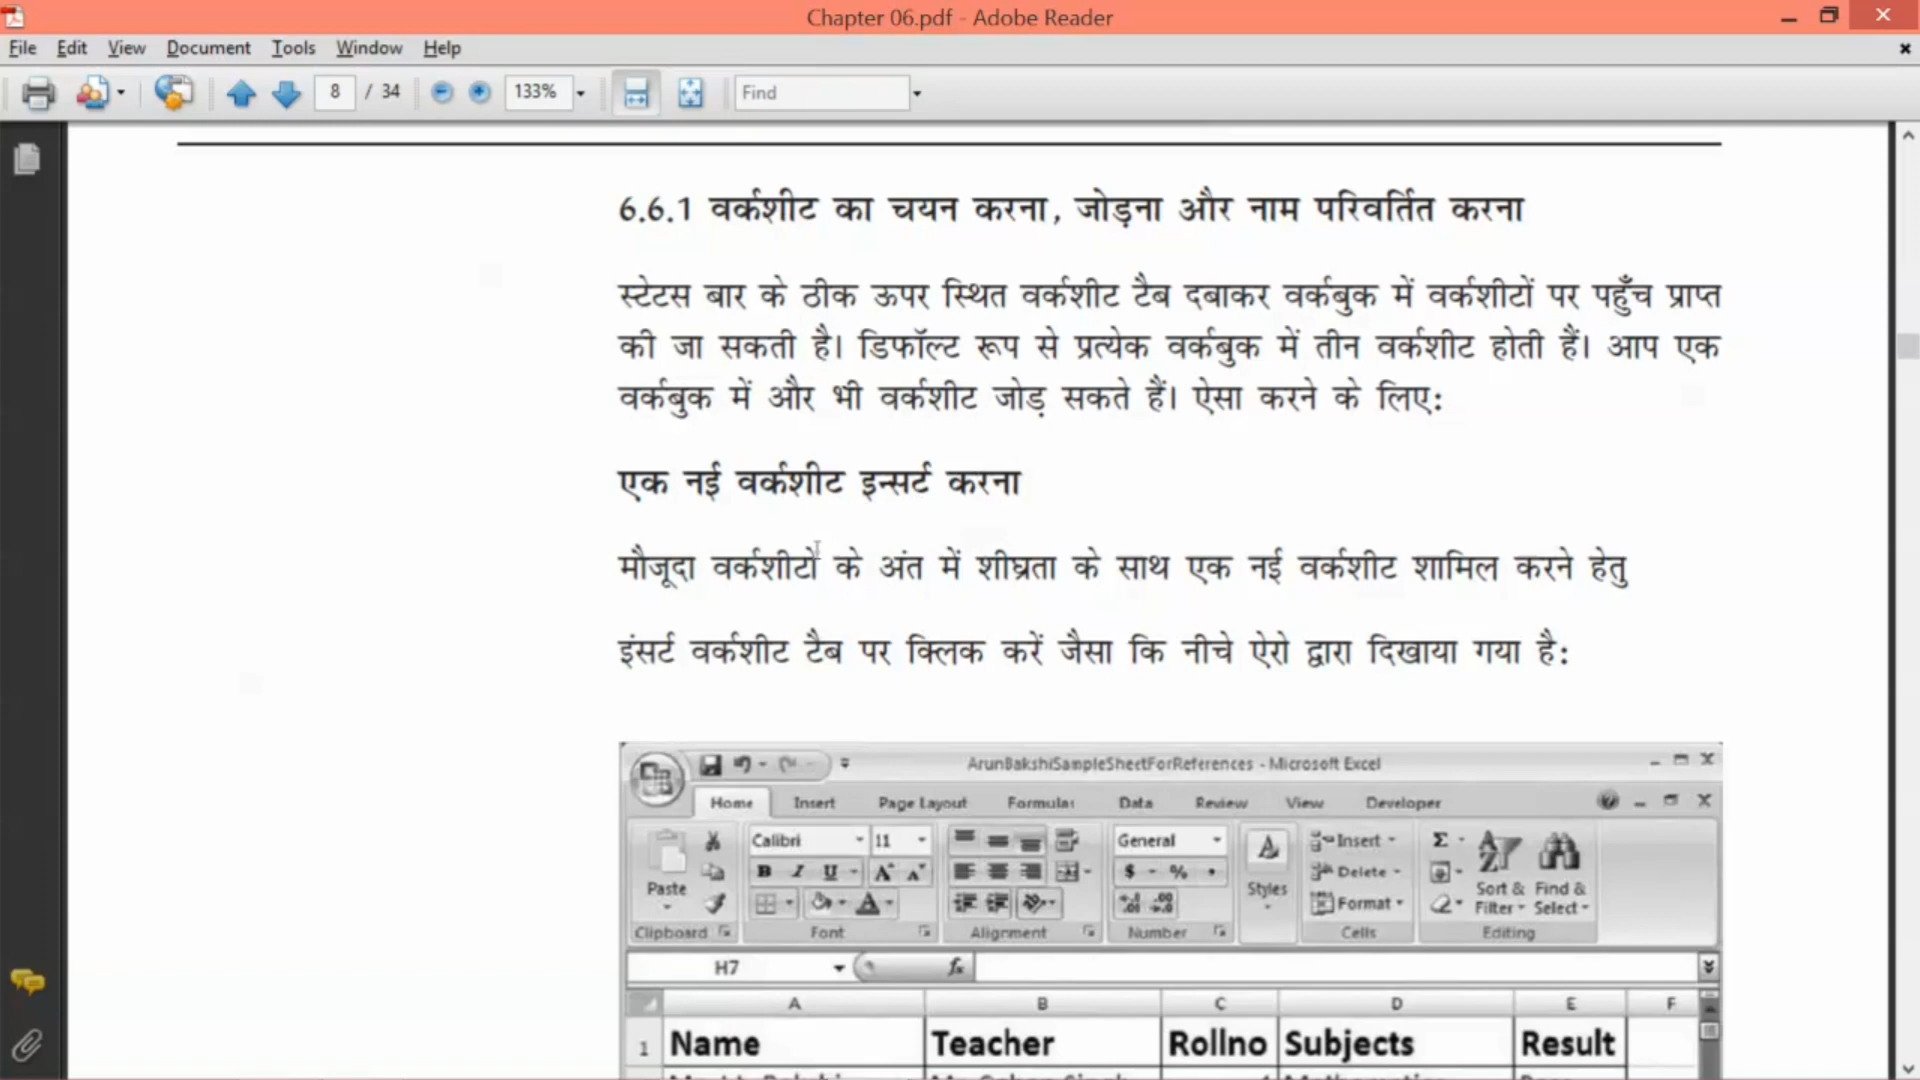 Chapter 06.pdf - Adobe Reader
File Edit View Document Tools Window Help
8 / 34 133% Find
6.6.1 वर्कशीट का चयन करना, जोड़ना और नाम परिवर्तित करना
स्टेटस बार के ठीक ऊपर स्थित वर्कशीट टैब दबाकर वर्कबुक में वर्कशीटों पर पहुँच प्राप्त
की जा सकती है। डिफॉल्ट रूप से प्रत्येक वर्कबुक में तीन वर्कशीट होती हैं। आप एक
वर्कबुक में और भी वर्कशीट जोड़ सकते हैं। ऐसा करने के लिए:
एक नई वर्कशीट इन्सर्ट करना
मौजूदा वर्कशीटों के अंत में शीघ्रता के साथ एक नई वर्कशीट शामिल करने हेतु
इंसर्ट वर्कशीट टैब पर क्लिक करें जैसा कि नीचे ऐरो द्वारा दिखाया गया है:
ArunBakshiSampleSheetForReferences - Microsoft Excel
Home Insert Page Layout Formulas Data Review View Developer
Calibri 11 General Insert
Paste B I U $ % Styles Delete Sort & Filter Find & Select
Format
Clipboard Font Alignment Number Cells Editing
H7 fx
A B C D E F
1 Name Teacher Rollno Subjects Result